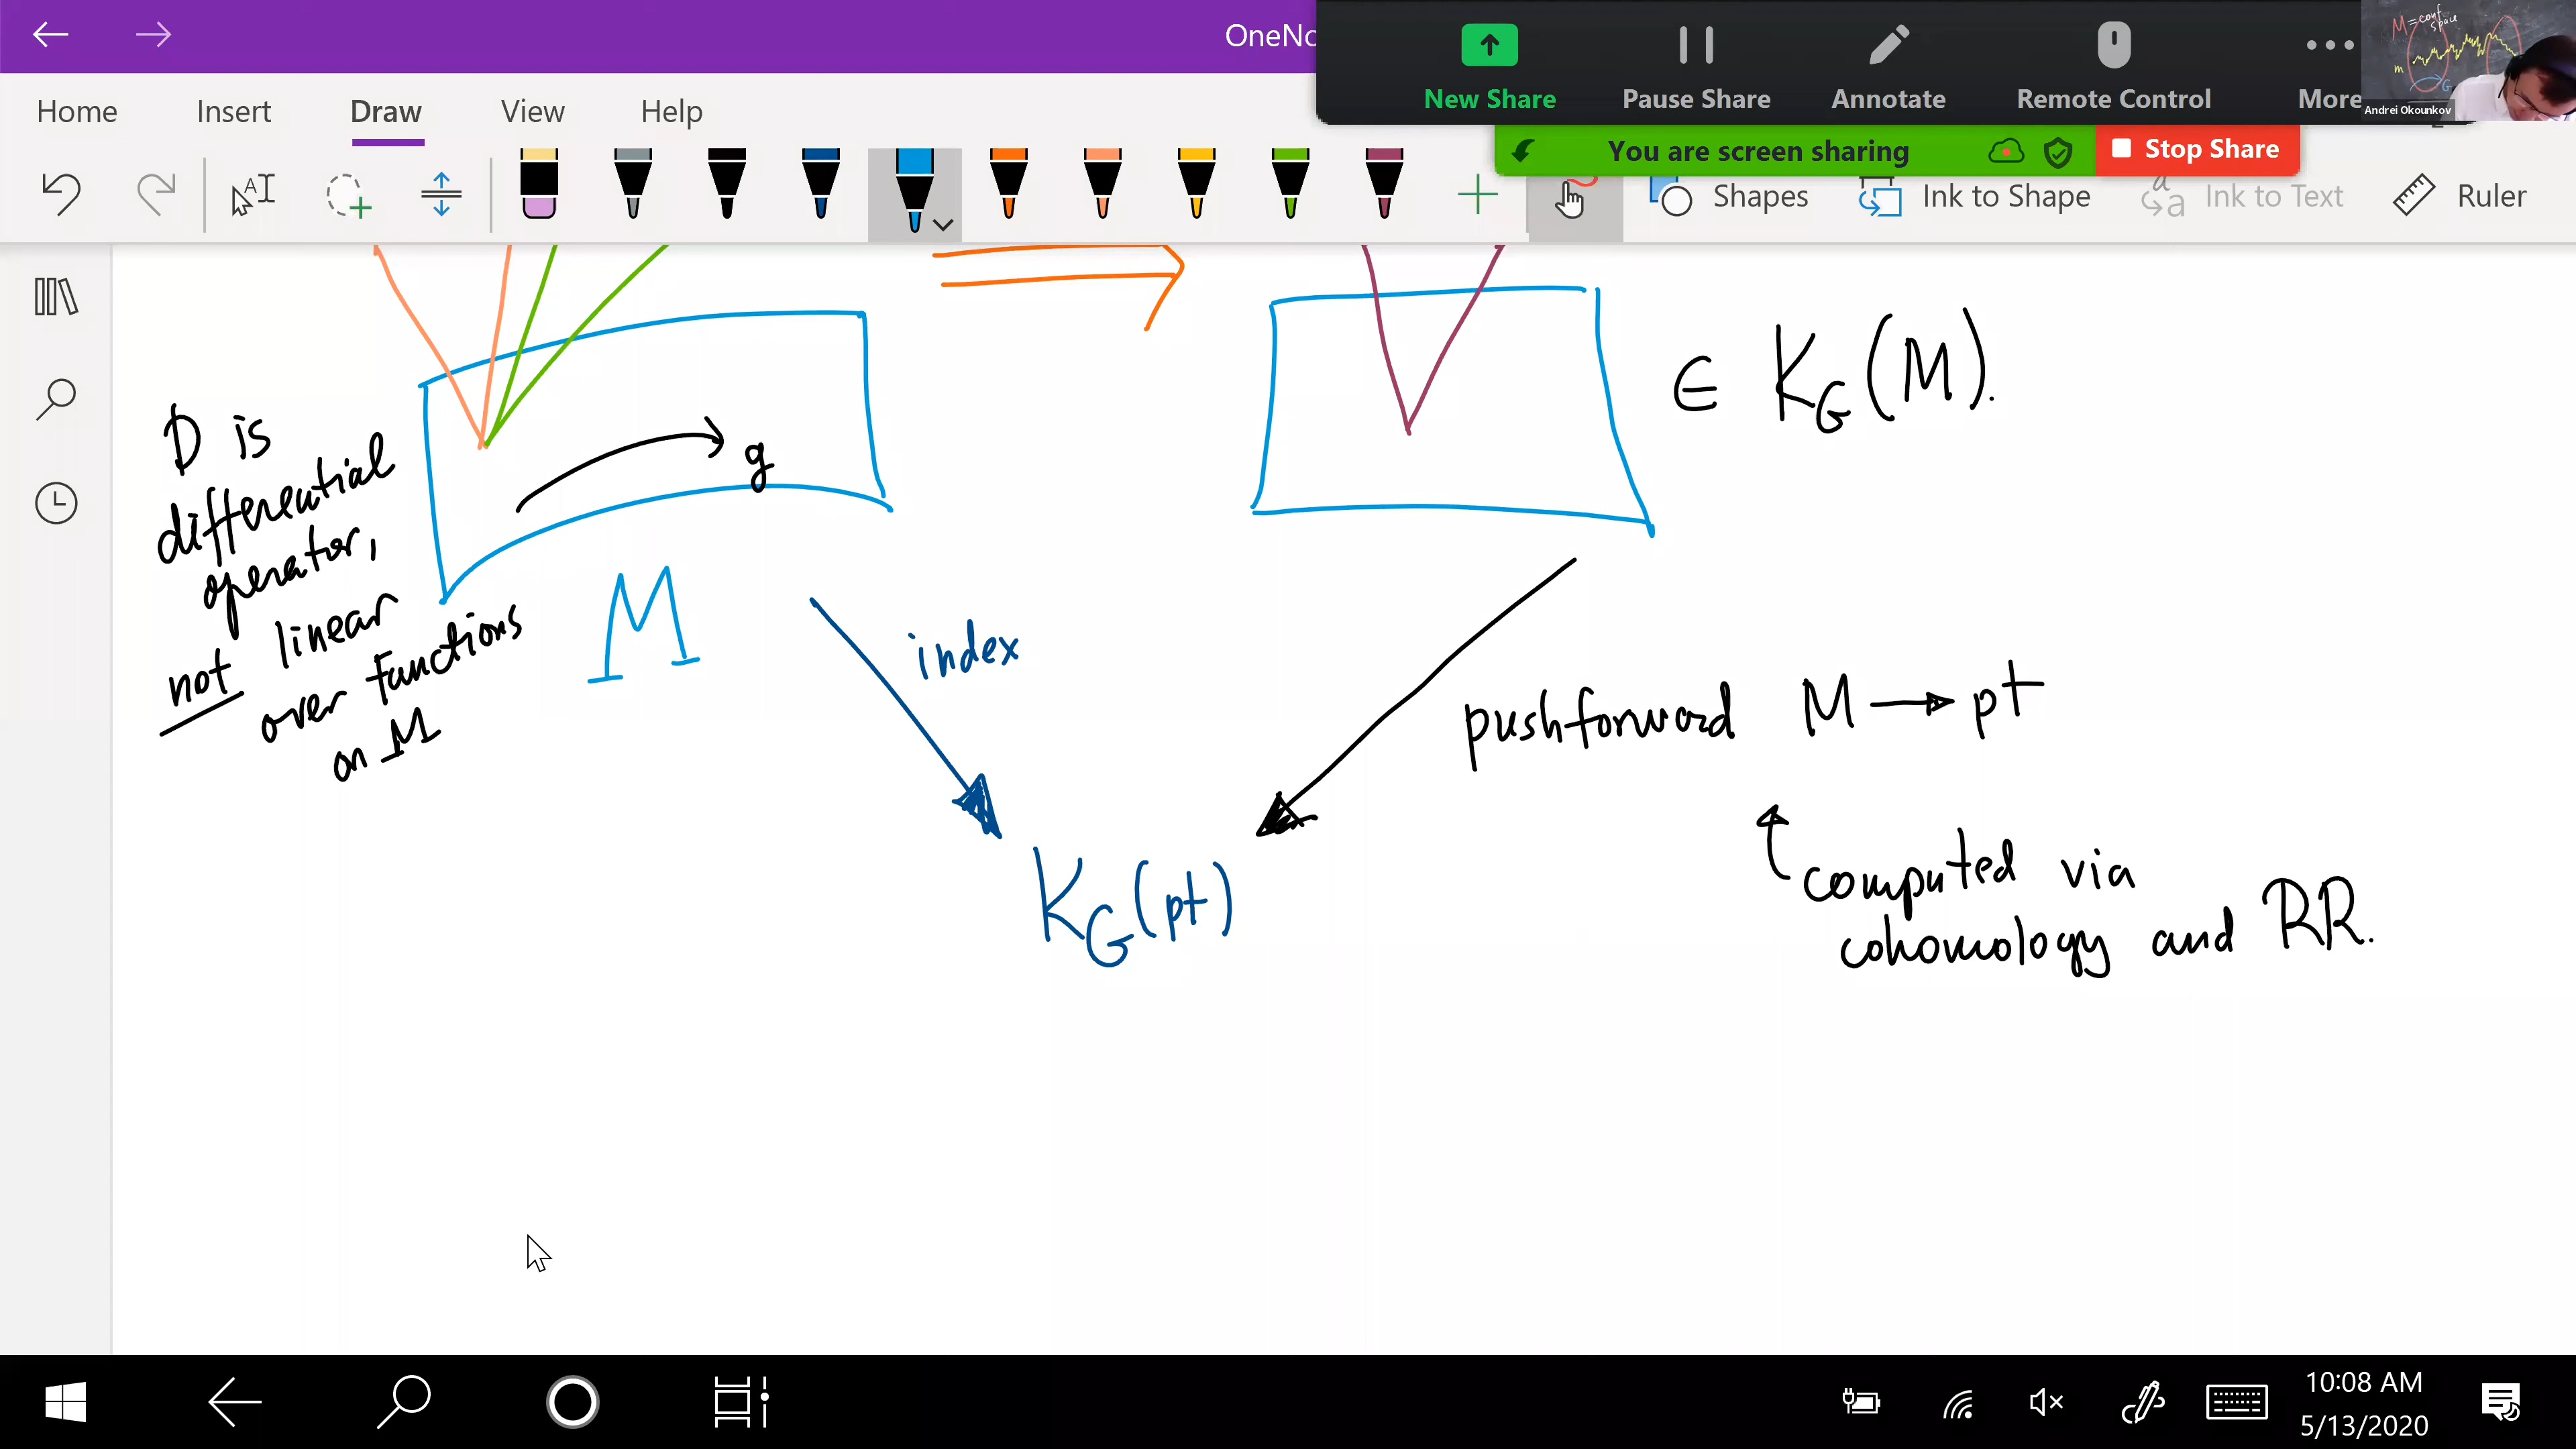 OneNo
New Share
Pause Share
Annotate
Remote Control
More
M = conf
space
m
G
Andrei Okounkov
You are screen sharing
Stop Share
Home
Insert
Draw
View
Help
Shapes
Ink to Shape
Ink to Text
Ruler
D is
differential
operator,
not linear
over functions
on M
g
M
∈ K_G(M).
index
pushforward M → pt
K_G(pt)
computed via
cohomology and RR.
10:08 AM
5/13/2020